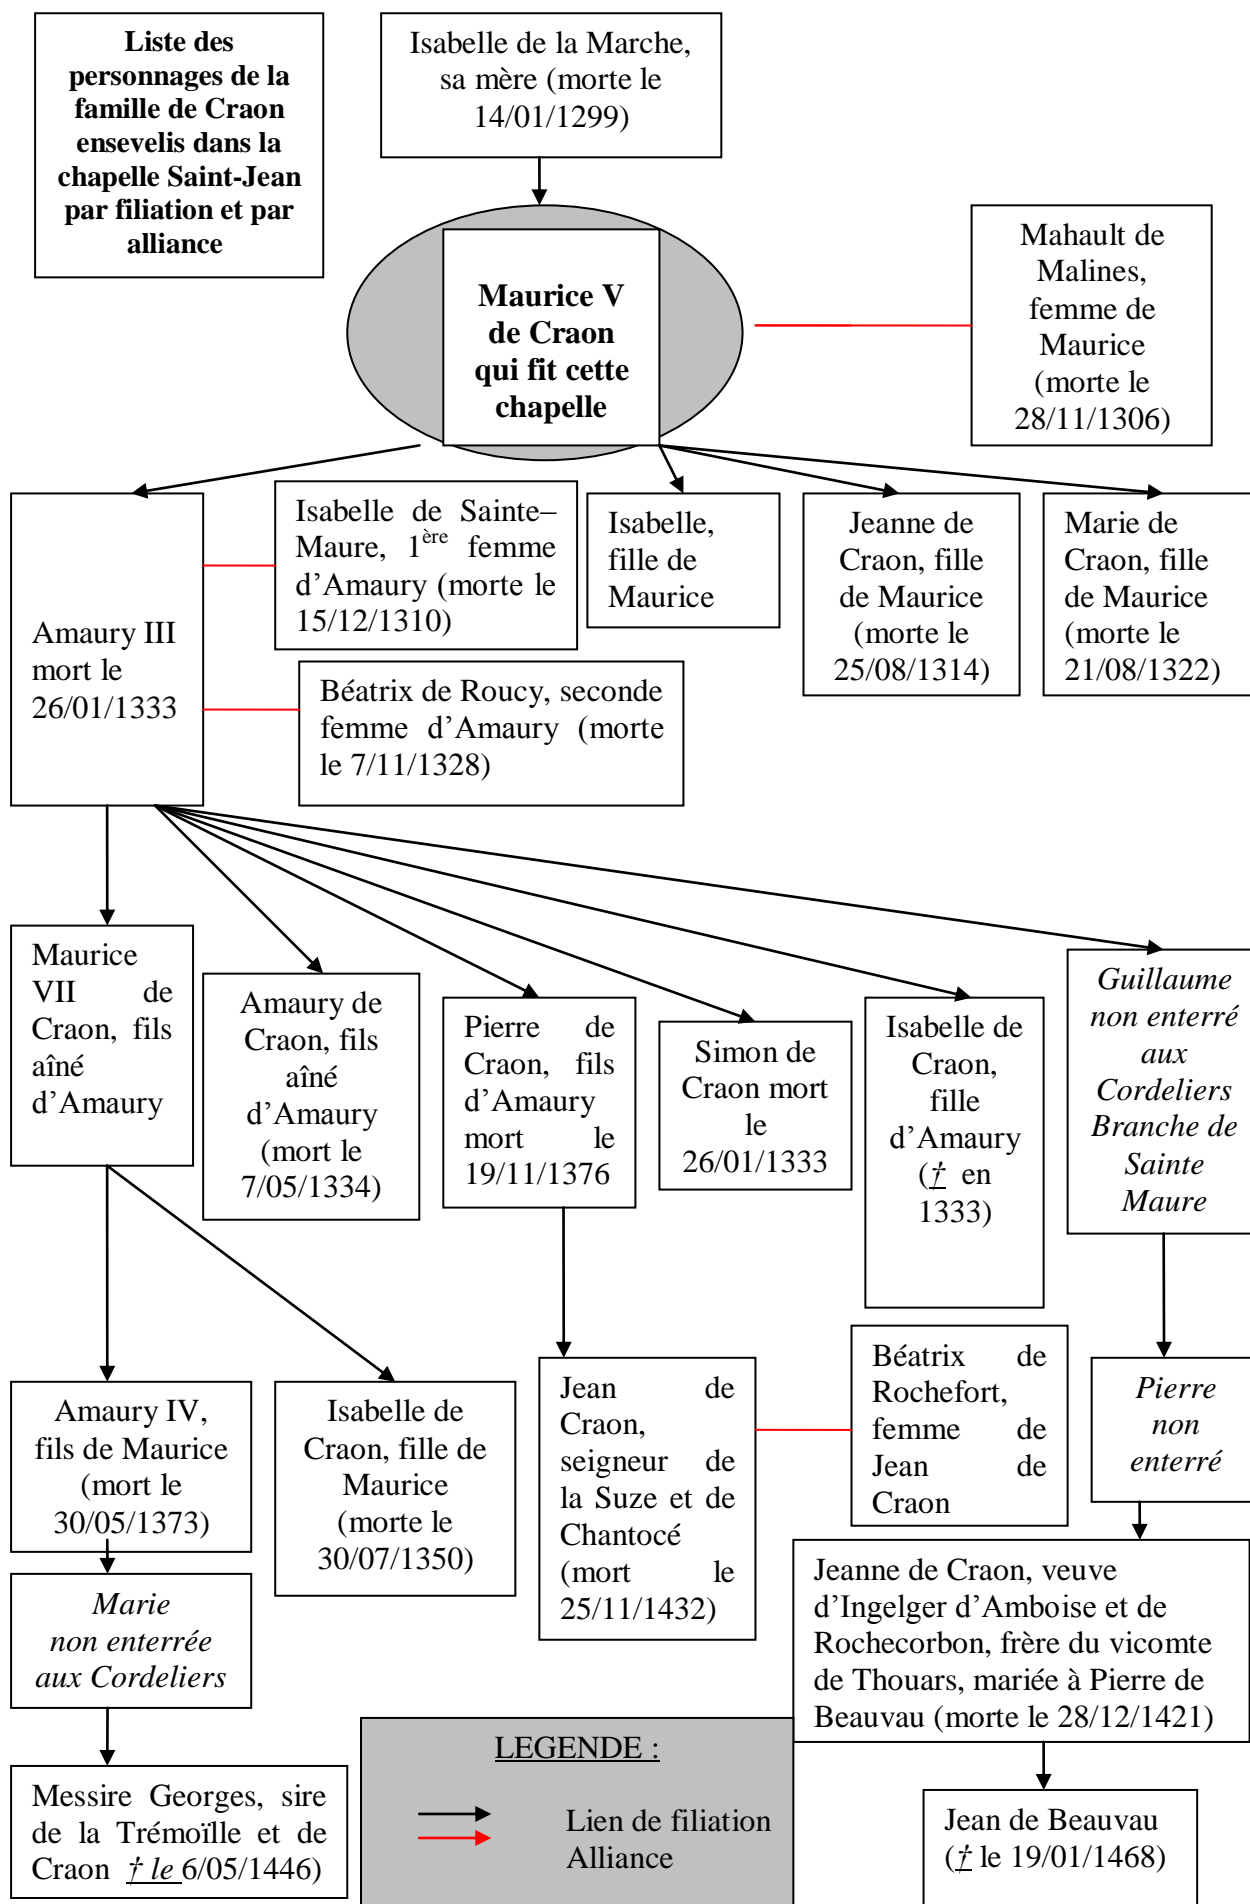 Liste des
personnages de la
famille de Craon
ensevelis dans la
chapelle Saint-Jean
par filiation et par
alliance
Isabelle de la Marche,
sa mère (morte le
14/01/1299)
Maurice V
de Craon
qui fit cette
chapelle
Mahault de
Malines,
femme de
Maurice
(morte le
28/11/1306)
Amaury III
mort le
26/01/1333
Isabelle de Sainte–
Maure, 1ère femme
d’Amaury (morte le
15/12/1310)
Béatrix de Roucy, seconde
femme d’Amaury (morte
le 7/11/1328)
Isabelle,
fille de
Maurice
Jeanne de
Craon, fille
de Maurice
(morte le
25/08/1314)
Marie de
Craon, fille
de Maurice
(morte le
21/08/1322)
Maurice
VII de
Craon, fils
aîné
d’Amaury
Amaury de
Craon, fils
aîné
d’Amaury
(mort le
7/05/1334)
Pierre de
Craon, fils
d’Amaury
mort le
19/11/1376
Simon de
Craon mort
le
26/01/1333
Isabelle de
Craon,
fille
d’Amaury
(† en
1333)
Guillaume
non enterré
aux
Cordeliers
Branche de
Sainte
Maure
Amaury IV,
fils de Maurice
(mort le
30/05/1373)
Isabelle de
Craon, fille de
Maurice
(morte le
30/07/1350)
Jean de
Craon,
seigneur de
la Suze et de
Chantocé
(mort le
25/11/1432)
Béatrix de
Rochefort,
femme de
Jean de
Craon
Pierre
non
enterré
Marie
non enterrée
aux Cordeliers
Jeanne de Craon, veuve
d’Ingelger d’Amboise et de
Rochecorbon, frère du vicomte
de Thouars, mariée à Pierre de
Beauvau (morte le 28/12/1421)
Messire Georges, sire
de la Trémoïlle et de
Craon † le 6/05/1446)
Jean de Beauvau
(† le 19/01/1468)
LEGENDE :
Lien de filiation
Alliance